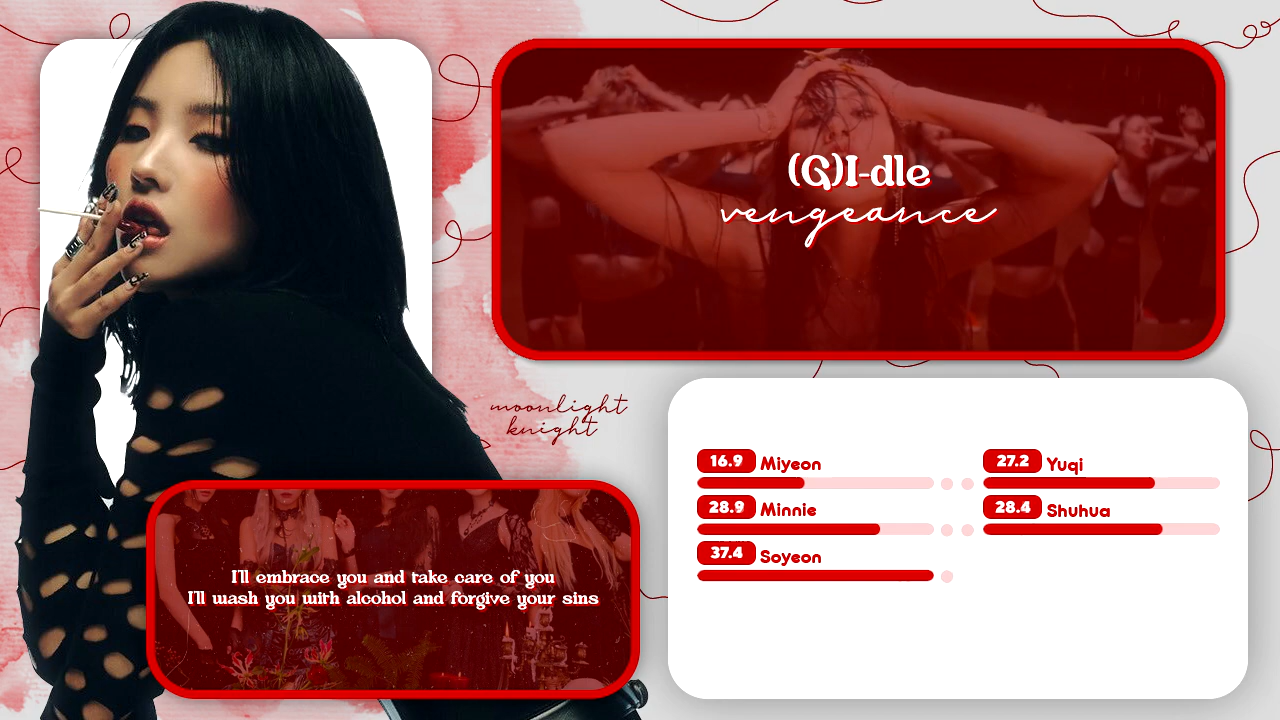 (G)I-dle
vengeance
moonlight
knight
I'll embrace you and take care of you
I'll wash you with alcohol and forgive your sins
16.9 Miyeon
27.2 Yuqi
28.9 Minnie
28.4 Shuhua
37.4 Soyeon